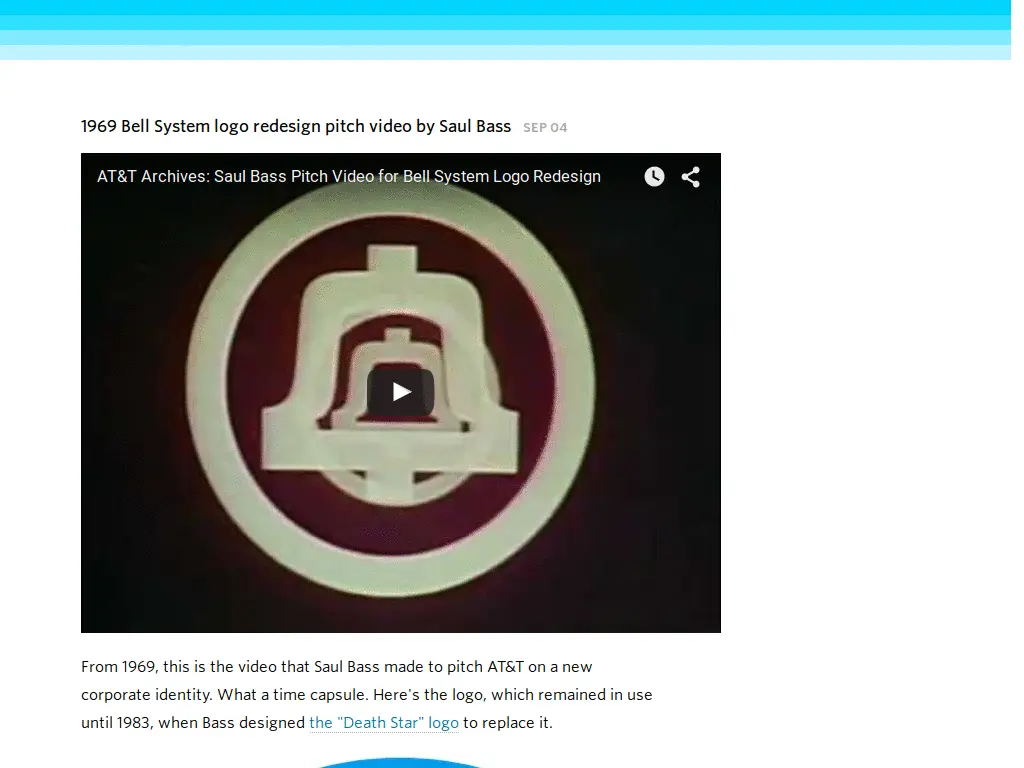 1969 Bell System logo redesign pitch video by Saul Bass SEP 04
AT&T Archives: Saul Bass Pitch Video for Bell System Logo Redesign
From 1969, this is the video that Saul Bass made to pitch AT&T on a new
corporate identity. What a time capsule. Here's the logo, which remained in use
until 1983, when Bass designed the "Death Star" logo to replace it.